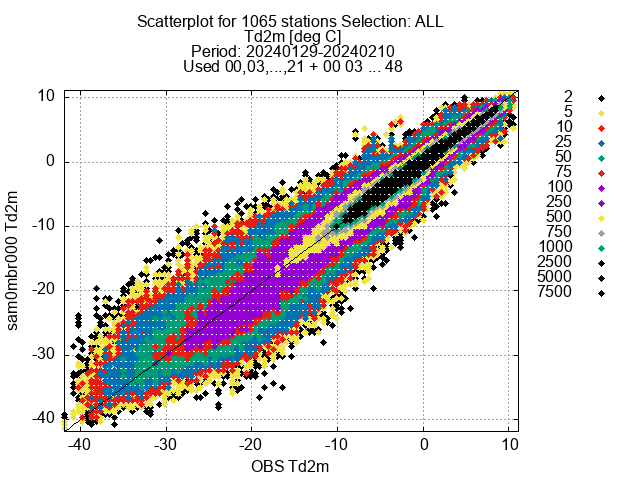 Scatterplot for 1065 stations Selection: ALL
Td2m [deg C]
Period: 20240129-20240210
Used 00,03,...,21 + 00 03 ... 48
10
0
-10
-20
-30
-40
sam0mbr000 Td2m
-40 -30 -20 -10 0 10
OBS Td2m
2
5
10
25
50
75
100
250
500
750
1000
2500
5000
7500